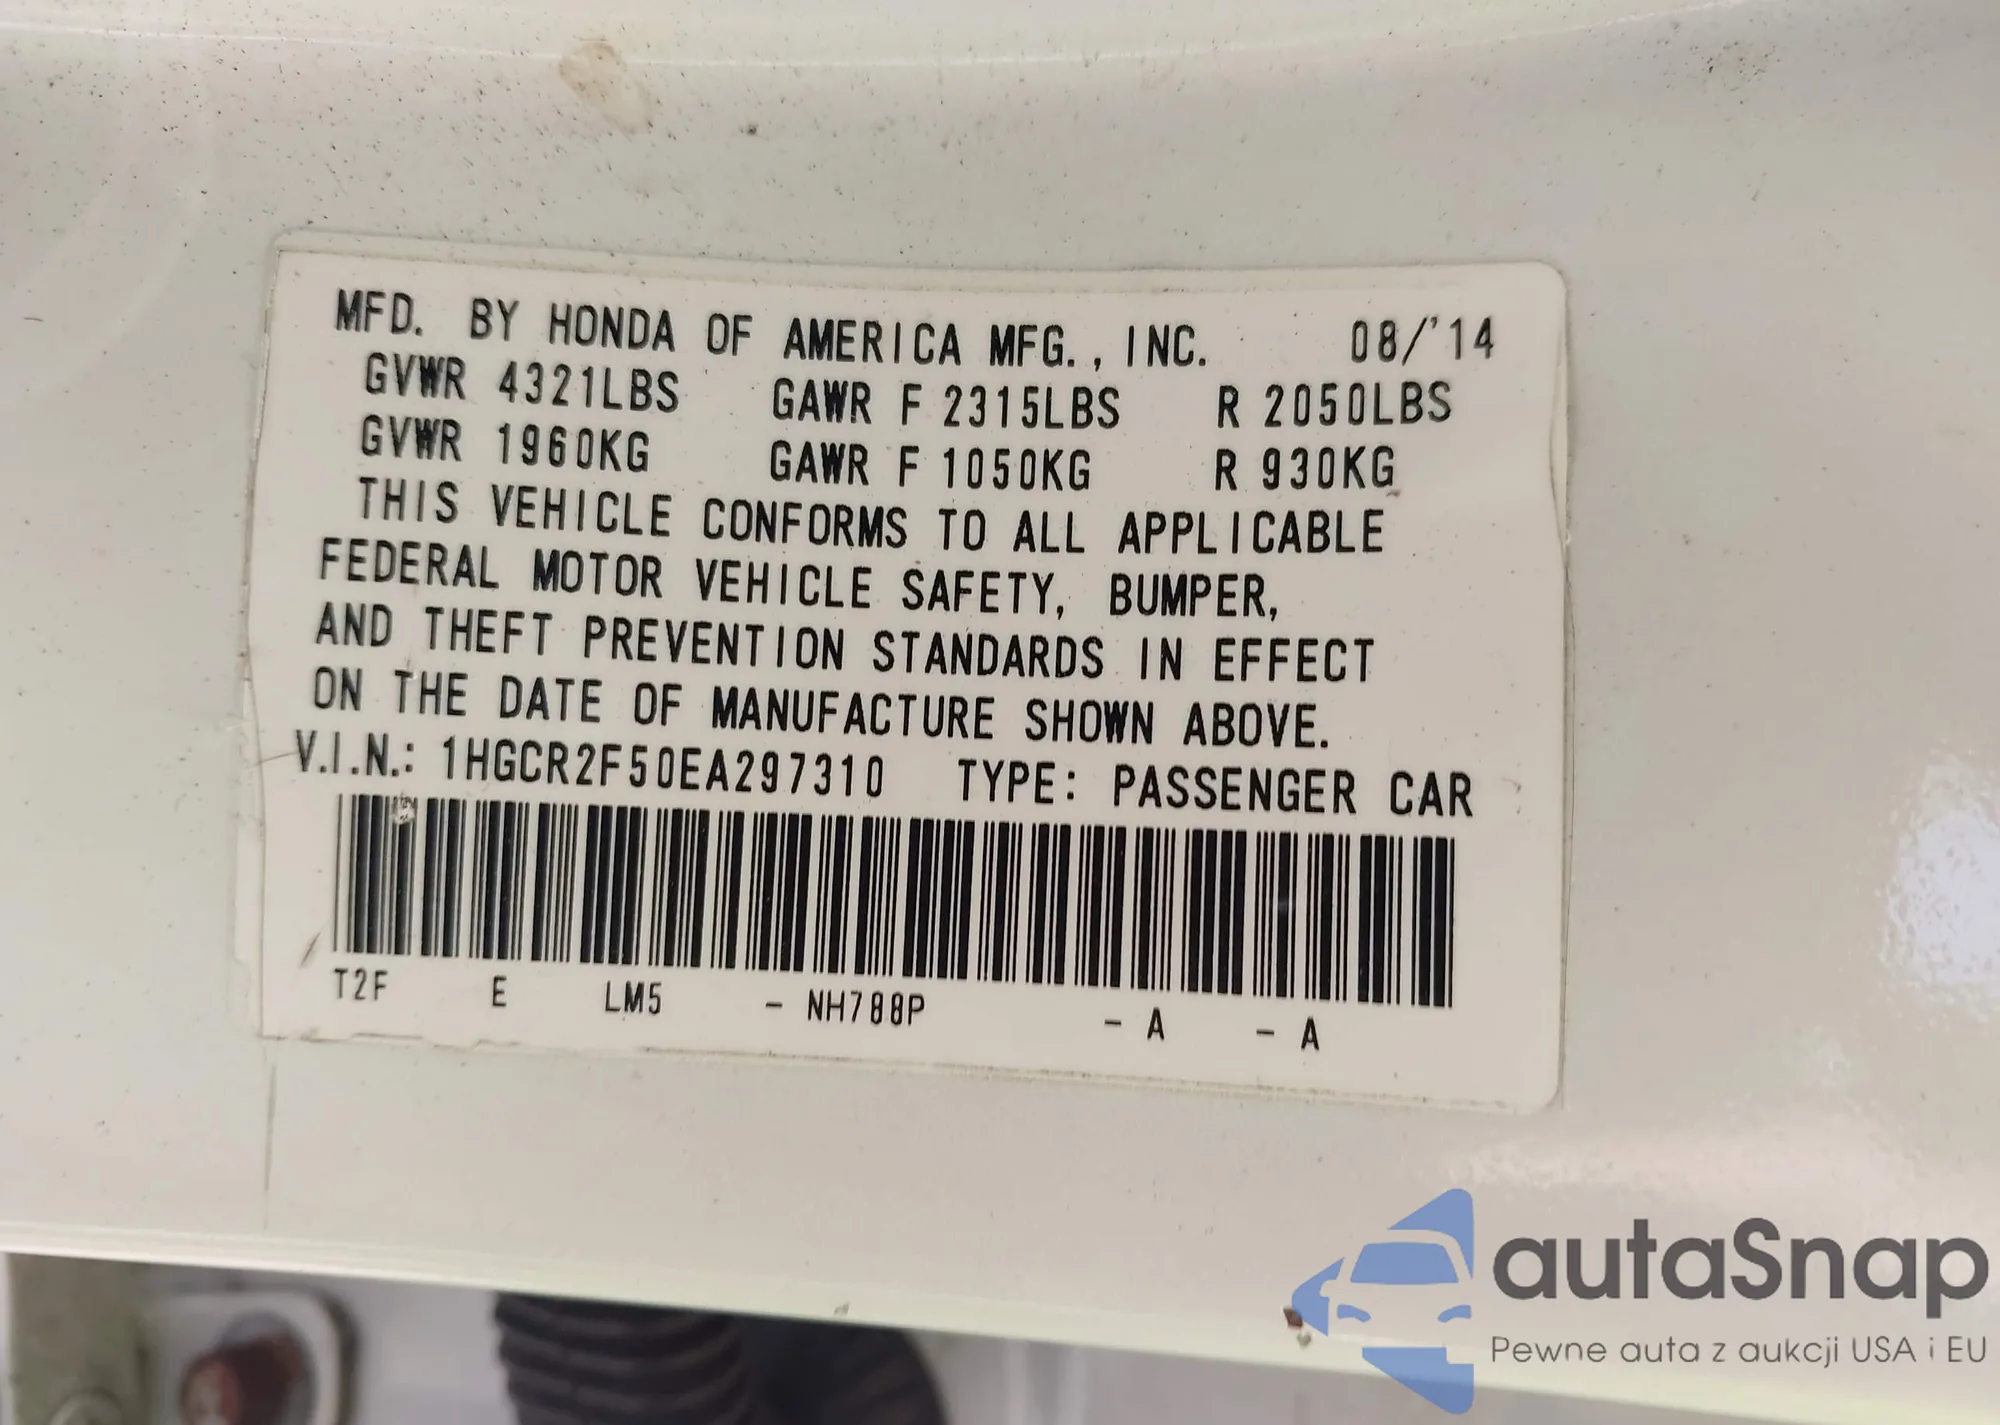 MFD. BY HONDA OF AMERICA MFG., INC. 08/'14
GVWR 4321LBS GAWR F 2315LBS R 2050LBS
GVWR 1960KG GAWR F 1050KG R 930KG
THIS VEHICLE CONFORMS TO ALL APPLICABLE
FEDERAL MOTOR VEHICLE SAFETY, BUMPER,
AND THEFT PREVENTION STANDARDS IN EFFECT
ON THE DATE OF MANUFACTURE SHOWN ABOVE.
V.I.N.: 1HGCR2F50EA297310 TYPE: PASSENGER CAR
T2F E LM5 - NH788P - A - A
autaSnap
Pewne auta z aukcji USA i EU